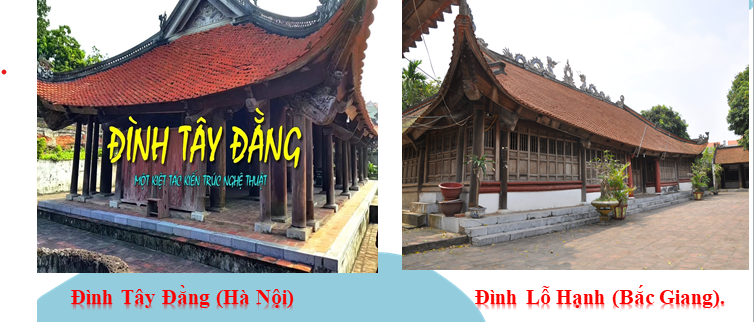 ĐÌNH TÂY ĐẰNG
MỘT KIỆT TÁC KIẾN TRÚC NGHỆ THUẬT
Đình Tây Đằng (Hà Nội)
Đình Lỗ Hạnh (Bắc Giang).